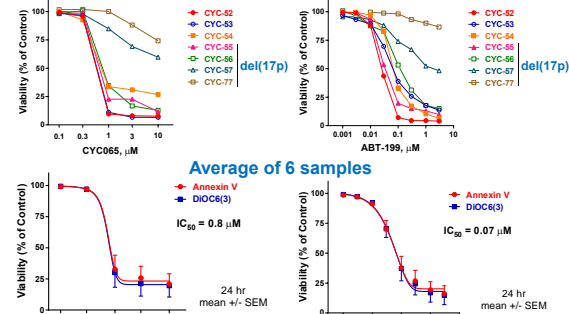 Viability (% of Control)
100
75
50
25
0
0.1 0.3 1 3 10
CYC065, μM
CYC-52
CYC-53
CYC-54
CYC-55
CYC-56
CYC-57
CYC-77
del(17p)
Viability (% of Control)
100
75
50
25
0
0.001 0.01 0.1 1 10
ABT-199, μM
CYC-52
CYC-53
CYC-54
CYC-55
CYC-56
CYC-57
CYC-77
del(17p)
Average of 6 samples
Viability (% of Control)
100
75
50
25
0
Annexin V
DiOC6(3)
IC50 = 0.8 μM
24 hr
mean +/- SEM
Viability (% of Control)
100
75
50
25
0
Annexin V
DiOC6(3)
IC50 = 0.07 μM
24 hr
mean +/- SEM